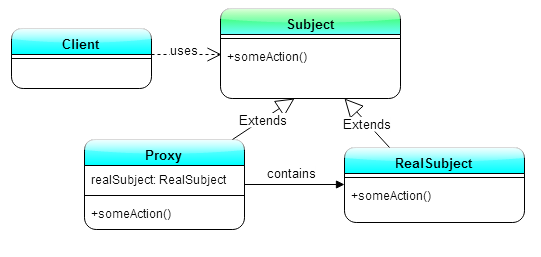 Subject
Client
uses
+someAction()
Extends
Extends
Proxy
RealSubject
realSubject: RealSubject
contains
+someAction()
+someAction()